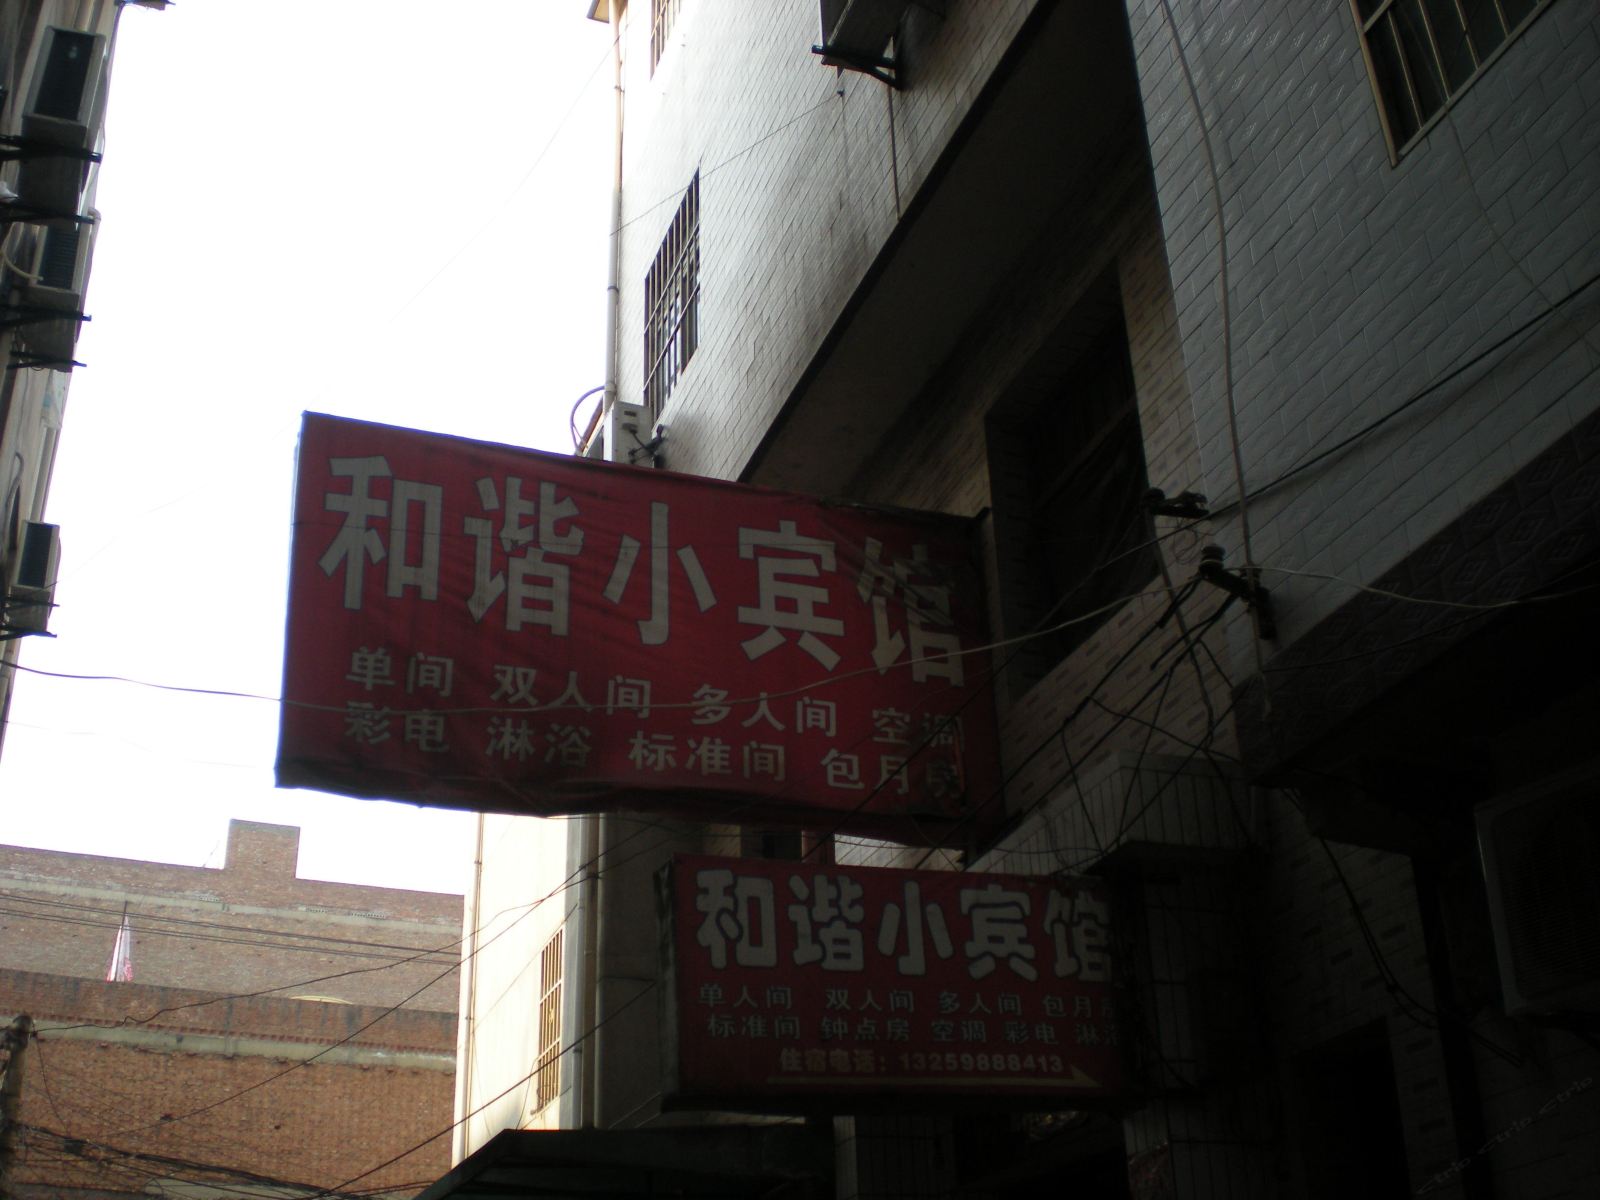 和谐小宾馆
单间 双人间 多人间 空调
彩电 淋浴 标准间 包月房
和谐小宾馆
单人间 双人间 多人间 包月房
标准间 钟点房 空调 彩电 淋浴
住宿电话：13259888413